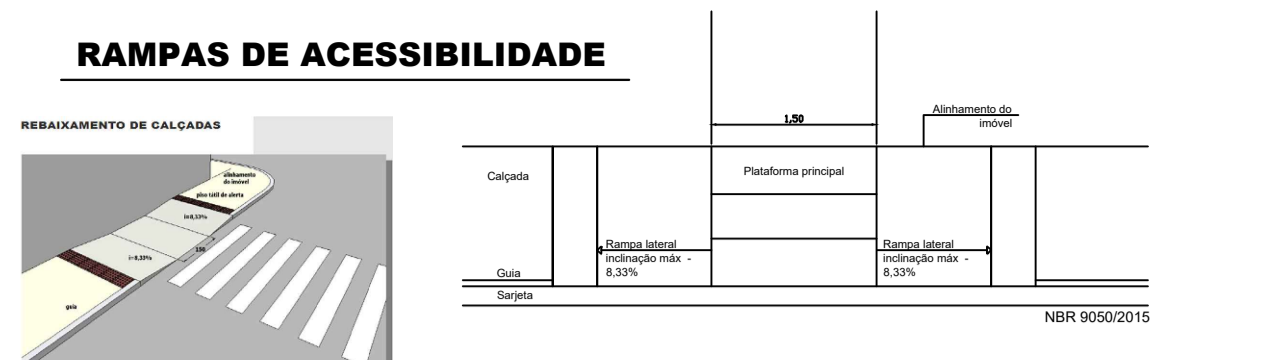 RAMPAS DE ACESSIBILIDADE
REBAIXAMENTO DE CALÇADAS
alinhamento
do imóvel
piso tátil de alerta
i=8,33%
150
i=8,33%
guia
1,50
Alinhamento do
imóvel
Calçada
Plataforma principal
Rampa lateral
inclinação máx -
8,33%
Rampa lateral
inclinação máx -
8,33%
Guia
Sarjeta
NBR 9050/2015